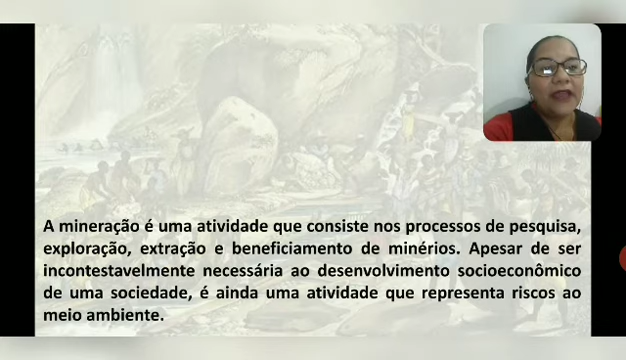 A mineração é uma atividade que consiste nos processos de pesquisa,
exploração, extração e beneficiamento de minérios. Apesar de ser
incontestavelmente necessária ao desenvolvimento socioeconômico
de uma sociedade, é ainda uma atividade que representa riscos ao
meio ambiente.